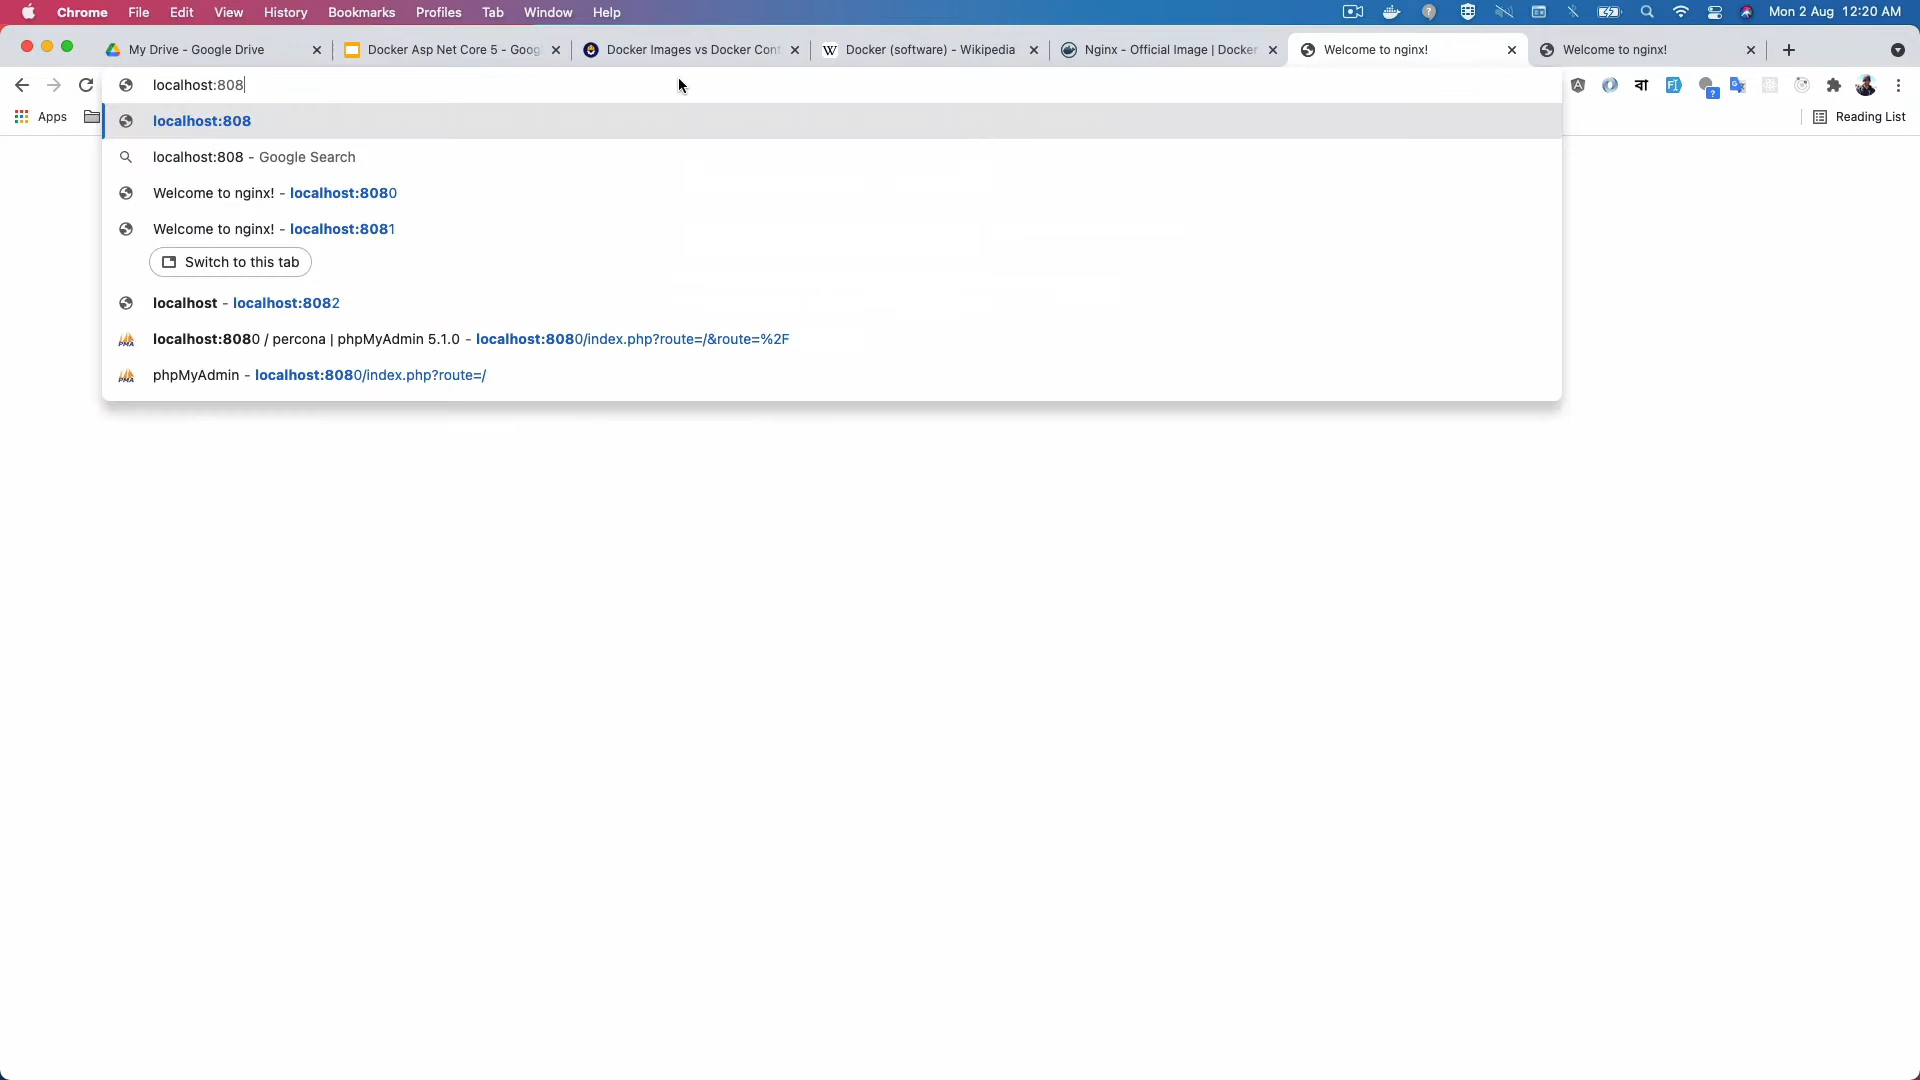 Chrome File Edit View History Bookmarks Profiles Tab Window Help Mon 2 Aug 12:20 AM
My Drive - Google Drive Docker Asp Net Core 5 - Goog Docker Images vs Docker Cont Docker (software) - Wikipedia Nginx - Official Image | Docker Welcome to nginx! Welcome to nginx!
localhost:808
Apps Reading List
localhost:808
localhost:808 - Google Search
Welcome to nginx! - localhost:8080
Welcome to nginx! - localhost:8081
Switch to this tab
localhost - localhost:8082
localhost:8080 / percona | phpMyAdmin 5.1.0 - localhost:8080/index.php?route=/&route=%2F
phpMyAdmin - localhost:8080/index.php?route=/